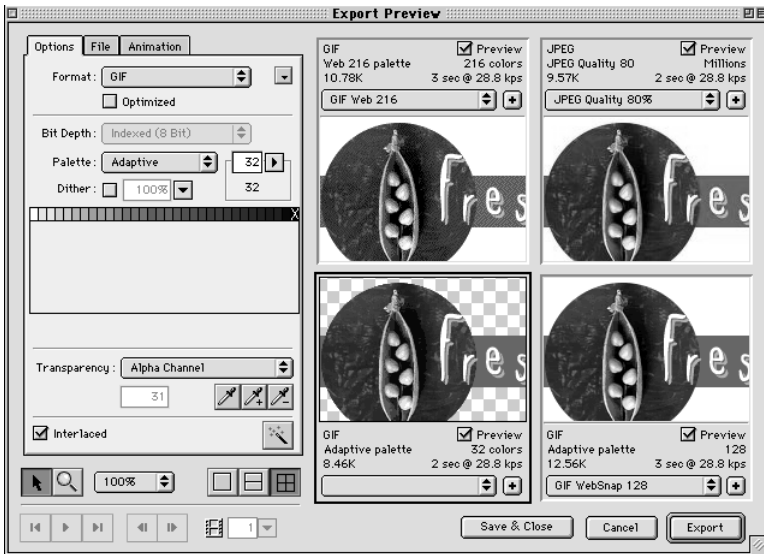 Export Preview
Options File Animation
Format: GIF
Optimized
Bit Depth: Indexed (8 Bit)
Palette: Adaptive 32
Dither: 100% 32
X
Transparency: Alpha Channel
31
Interlaced
100%
1
GIF Preview
Web 216 palette 216 colors
10.78K 3 sec @ 28.8 kps
GIF Web 216
Fres
JPEG Preview
JPEG Quality 80 Millions
9.57K 2 sec @ 28.8 kps
JPEG Quality 80%
Fres
Fres
GIF Preview
Adaptive palette 32 colors
8.46K 2 sec @ 28.8 kps
Fres
GIF Preview
Adaptive palette 128
12.56K 3 sec @ 28.8 kps
GIF WebSnap 128
Save & Close Cancel Export